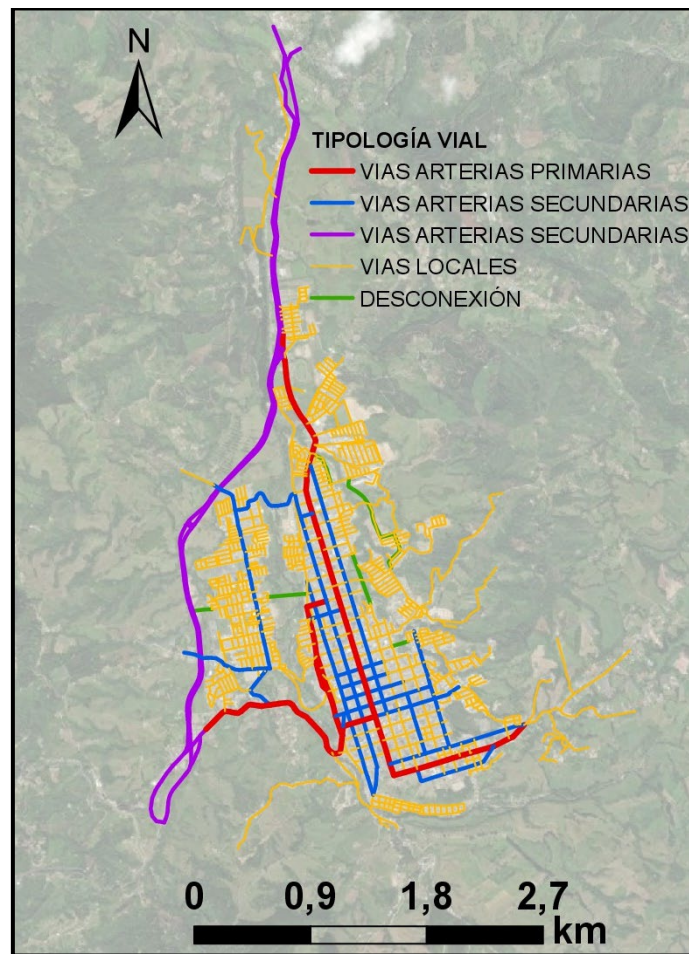 N
TIPOLOGÍA VIAL
VIAS ARTERIAS PRIMARIAS
VIAS ARTERIAS SECUNDARIAS
VIAS ARTERIAS SECUNDARIAS
VIAS LOCALES
DESCONEXIÓN
0 0,9 1,8 2,7
km